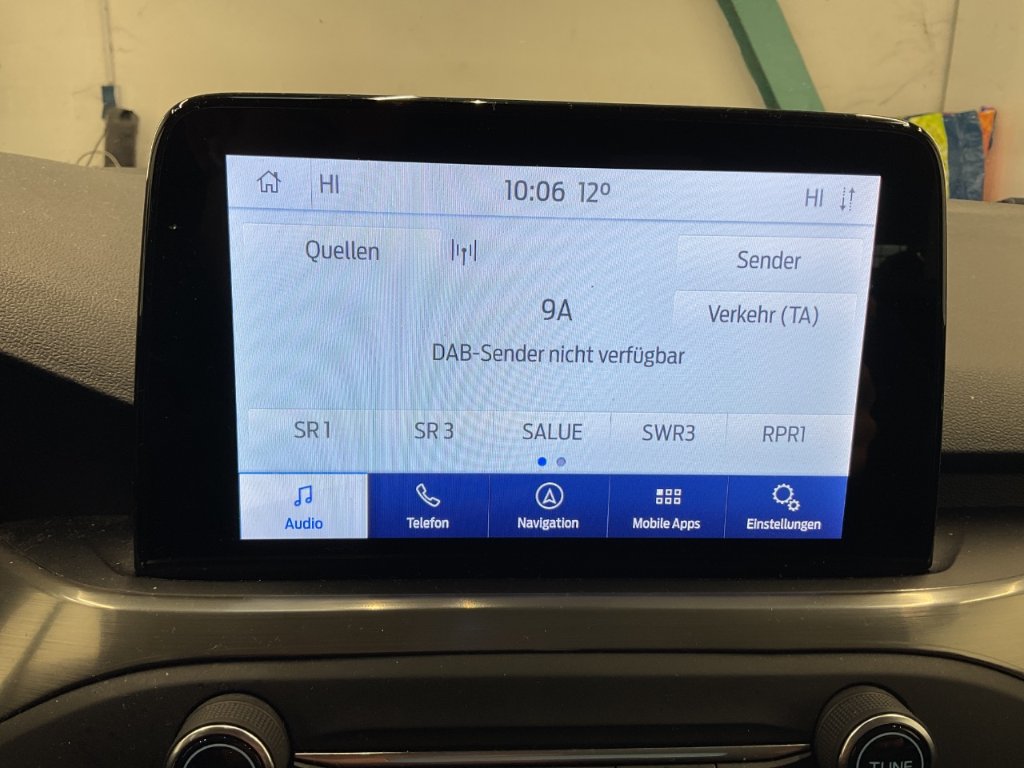 HI 10:06 12° HI
Quellen Sender
9A Verkehr (TA)
DAB-Sender nicht verfügbar
SR 1 SR 3 SALUE SWR3 RPR1
Audio Telefon Navigation Mobile Apps Einstellungen
TUNE